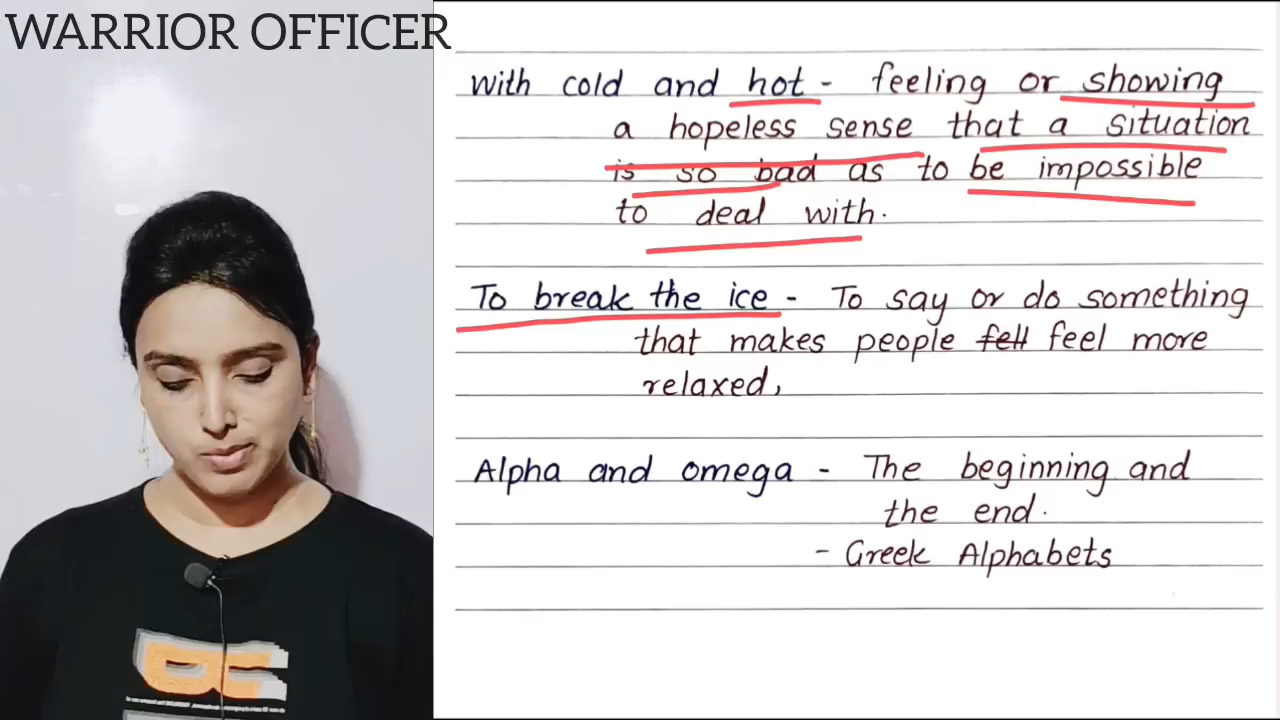 WARRIOR OFFICER
With cold and hot - feeling or showing
a hopeless sense that a situation
is so bad as to be impossible
to deal with.
To break the ice - To say or do something
that makes people fell feel more
relaxed,
Alpha and omega - The beginning and
the end.
- Greek Alphabets